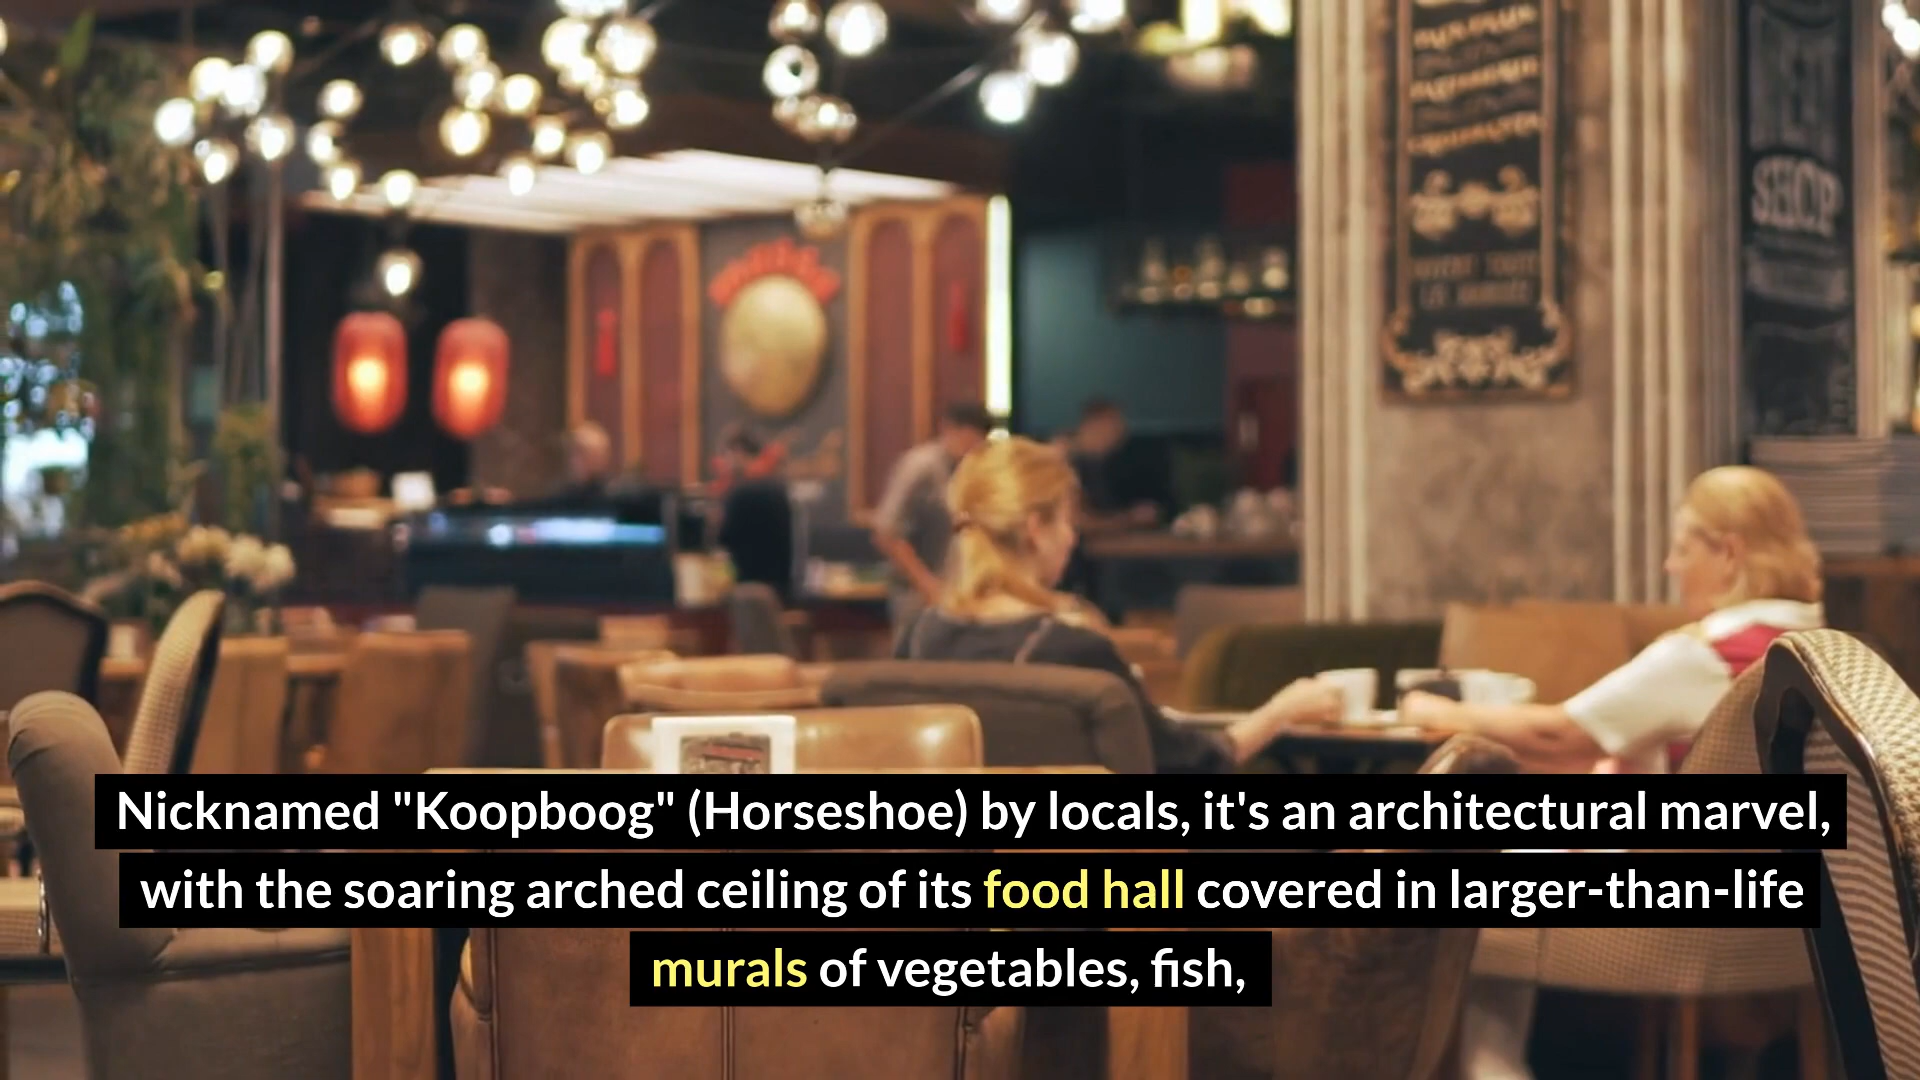 SHOP
Nicknamed "Koopboog" (Horseshoe) by locals, it's an architectural marvel,
with the soaring arched ceiling of its food hall covered in larger-than-life
murals of vegetables, fish,